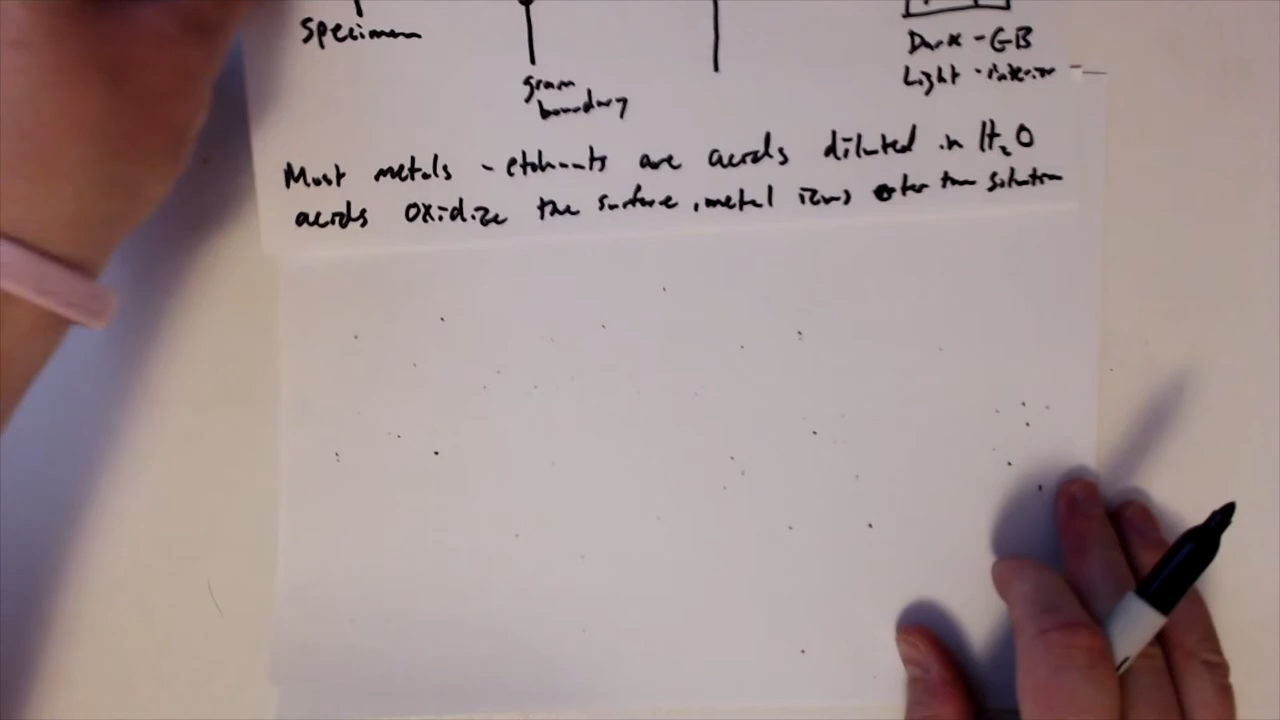 specimen
grain
boundary
Dark - GB
Light - interior
Most metals - etchants are acids diluted in H₂O
acids oxidize the surface, metal ions enter the solution